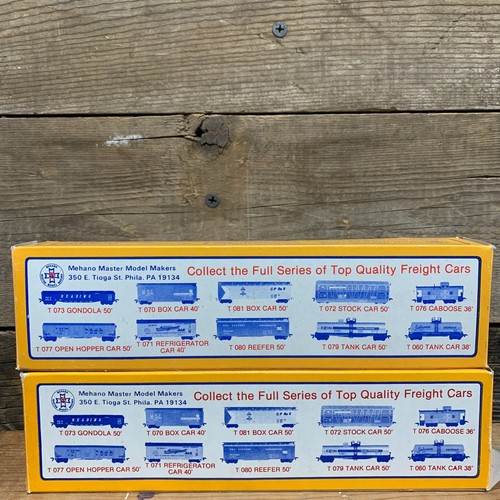 Mehano Master Model Makers
350 E. Tioga St. Phila. PA 19134
Collect the Full Series of Top Quality Freight Cars
READING
T 073 GONDOLA 50'
T 070 BOX CAR 40'
T 081 BOX CAR 50'
T 072 STOCK CAR 50'
T 076 CABOOSE 36'
T 077 OPEN HOPPER CAR 50'
T 071 REFRIGERATOR
CAR 40'
T 080 REEFER 50'
T 079 TANK CAR 50'
T 060 TANK CAR 38'
Mehano Master Model Makers
350 E. Tioga St. Phila. PA 19134
Collect the Full Series of Top Quality Freight Cars
READING
T 073 GONDOLA 50'
T 070 BOX CAR 40'
T 081 BOX CAR 50'
T 072 STOCK CAR 50'
T 076 CABOOSE 36'
T 077 OPEN HOPPER CAR 50'
T 071 REFRIGERATOR
CAR 40'
T 080 REEFER 50'
T 079 TANK CAR 50'
T 060 TANK CAR 38'